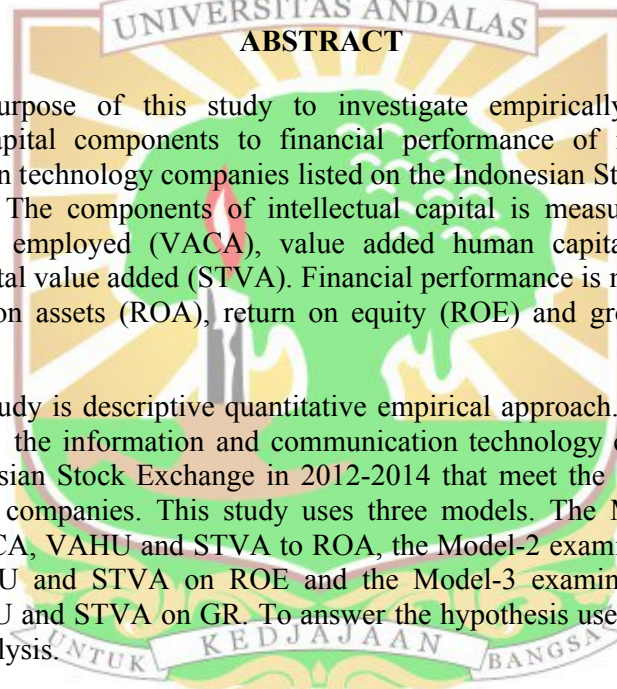 UNIVERSITAS ANDALAS
ABSTRACT
urpose of this study to investigate empirically
apital components to financial performance of
n technology companies listed on the Indonesian St
The components of intellectual capital is measu
employed (VACA), value added human capita
tal value added (STVA). Financial performance is
on assets (ROA), return on equity (ROE) and gr
udy is descriptive quantitative empirical approach.
the information and communication technology
sian Stock Exchange in 2012-2014 that meet the
companies. This study uses three models. The M
CA, VAHU and STVA to ROA, the Model-2 exami
U and STVA on ROE and the Model-3 examin
U and STVA on GR. To answer the hypothesis use
lysis.
UNTUK KEDJAJAAN BANGSA